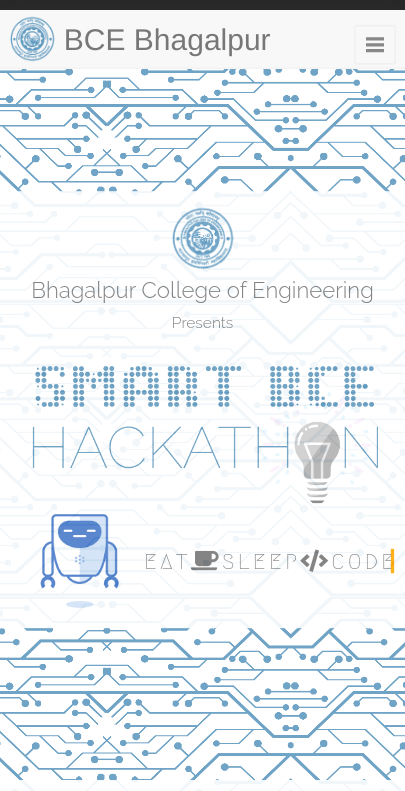 BCE Bhagalpur
Bhagalpur College of Engineering
Presents
SMART BCE
HACKATHON
EAT SLEEP </> CODE